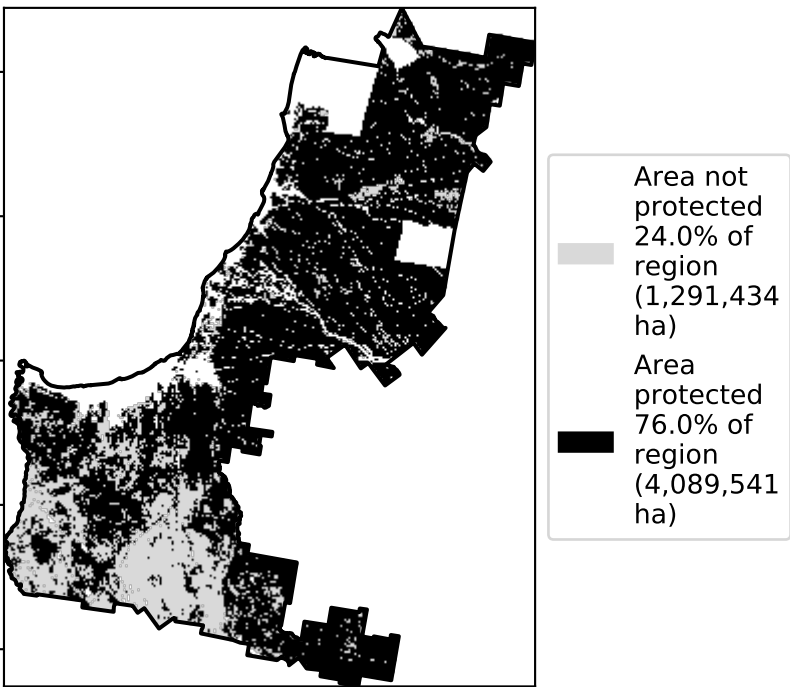 Area not
protected
24.0% of
region
(1,291,434
ha)
Area
protected
76.0% of
region
(4,089,541
ha)